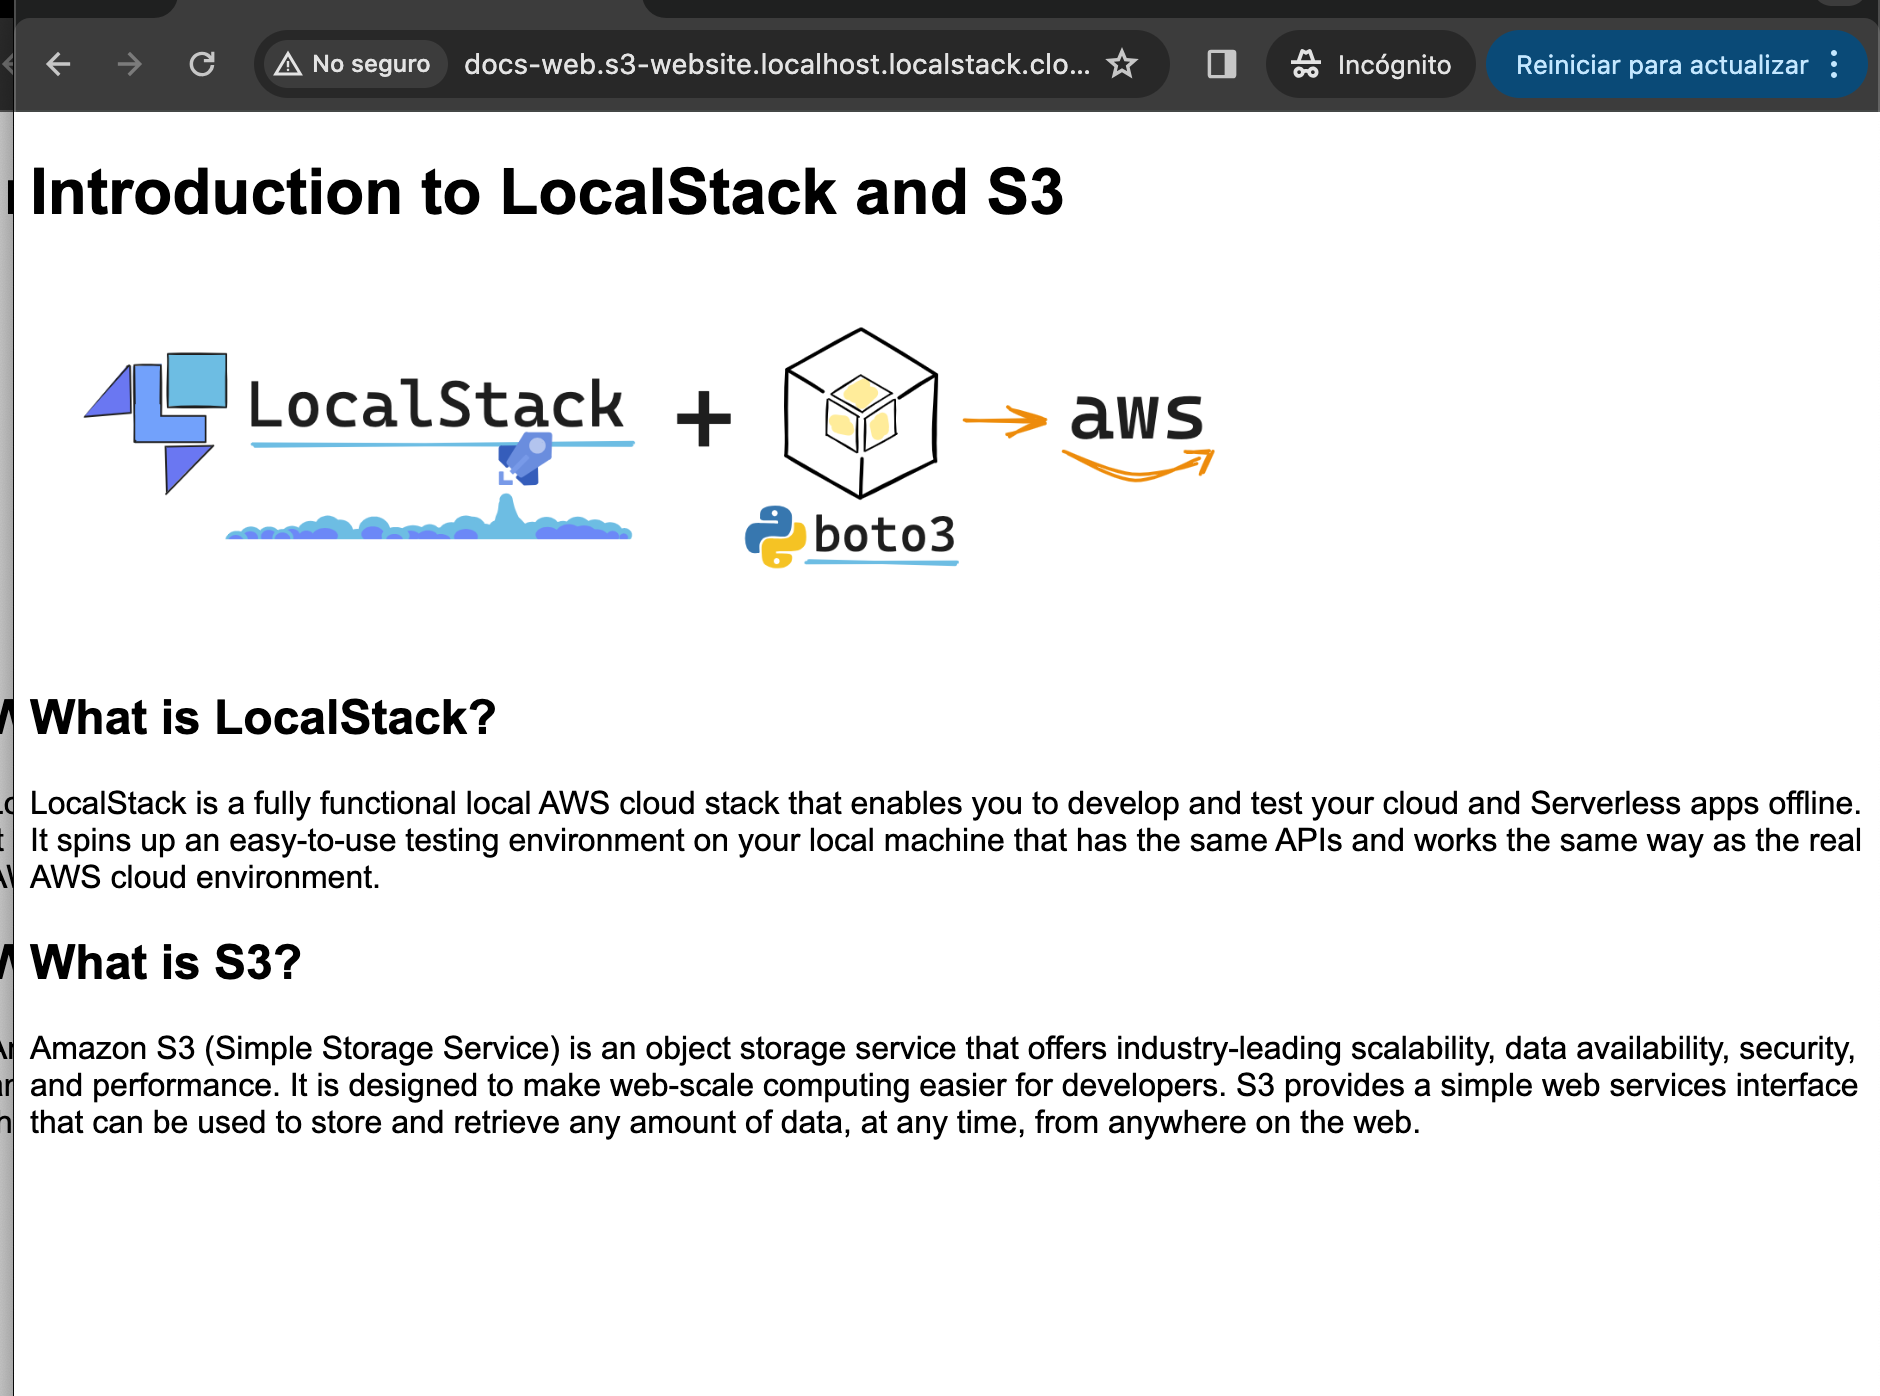 No seguro docs-web.s3-website.localhost.localstack.clo... Incógnito Reiniciar para actualizar
Introduction to LocalStack and S3
LocalStack + aws
boto3
What is LocalStack?
LocalStack is a fully functional local AWS cloud stack that enables you to develop and test your cloud and Serverless apps offline.
It spins up an easy-to-use testing environment on your local machine that has the same APIs and works the same way as the real
AWS cloud environment.
What is S3?
Amazon S3 (Simple Storage Service) is an object storage service that offers industry-leading scalability, data availability, security,
and performance. It is designed to make web-scale computing easier for developers. S3 provides a simple web services interface
that can be used to store and retrieve any amount of data, at any time, from anywhere on the web.